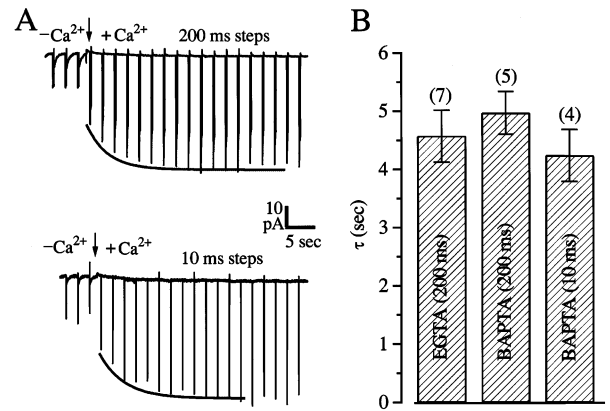 A
−Ca²⁺ +Ca²⁺ 200 ms steps
10
pA
5 sec
−Ca²⁺ +Ca²⁺ 10 ms steps
B
6
5
4
3
2
1
0
τ (sec)
(7)
(5)
(4)
EGTA (200 ms)
BAPTA (200 ms)
BAPTA (10 ms)